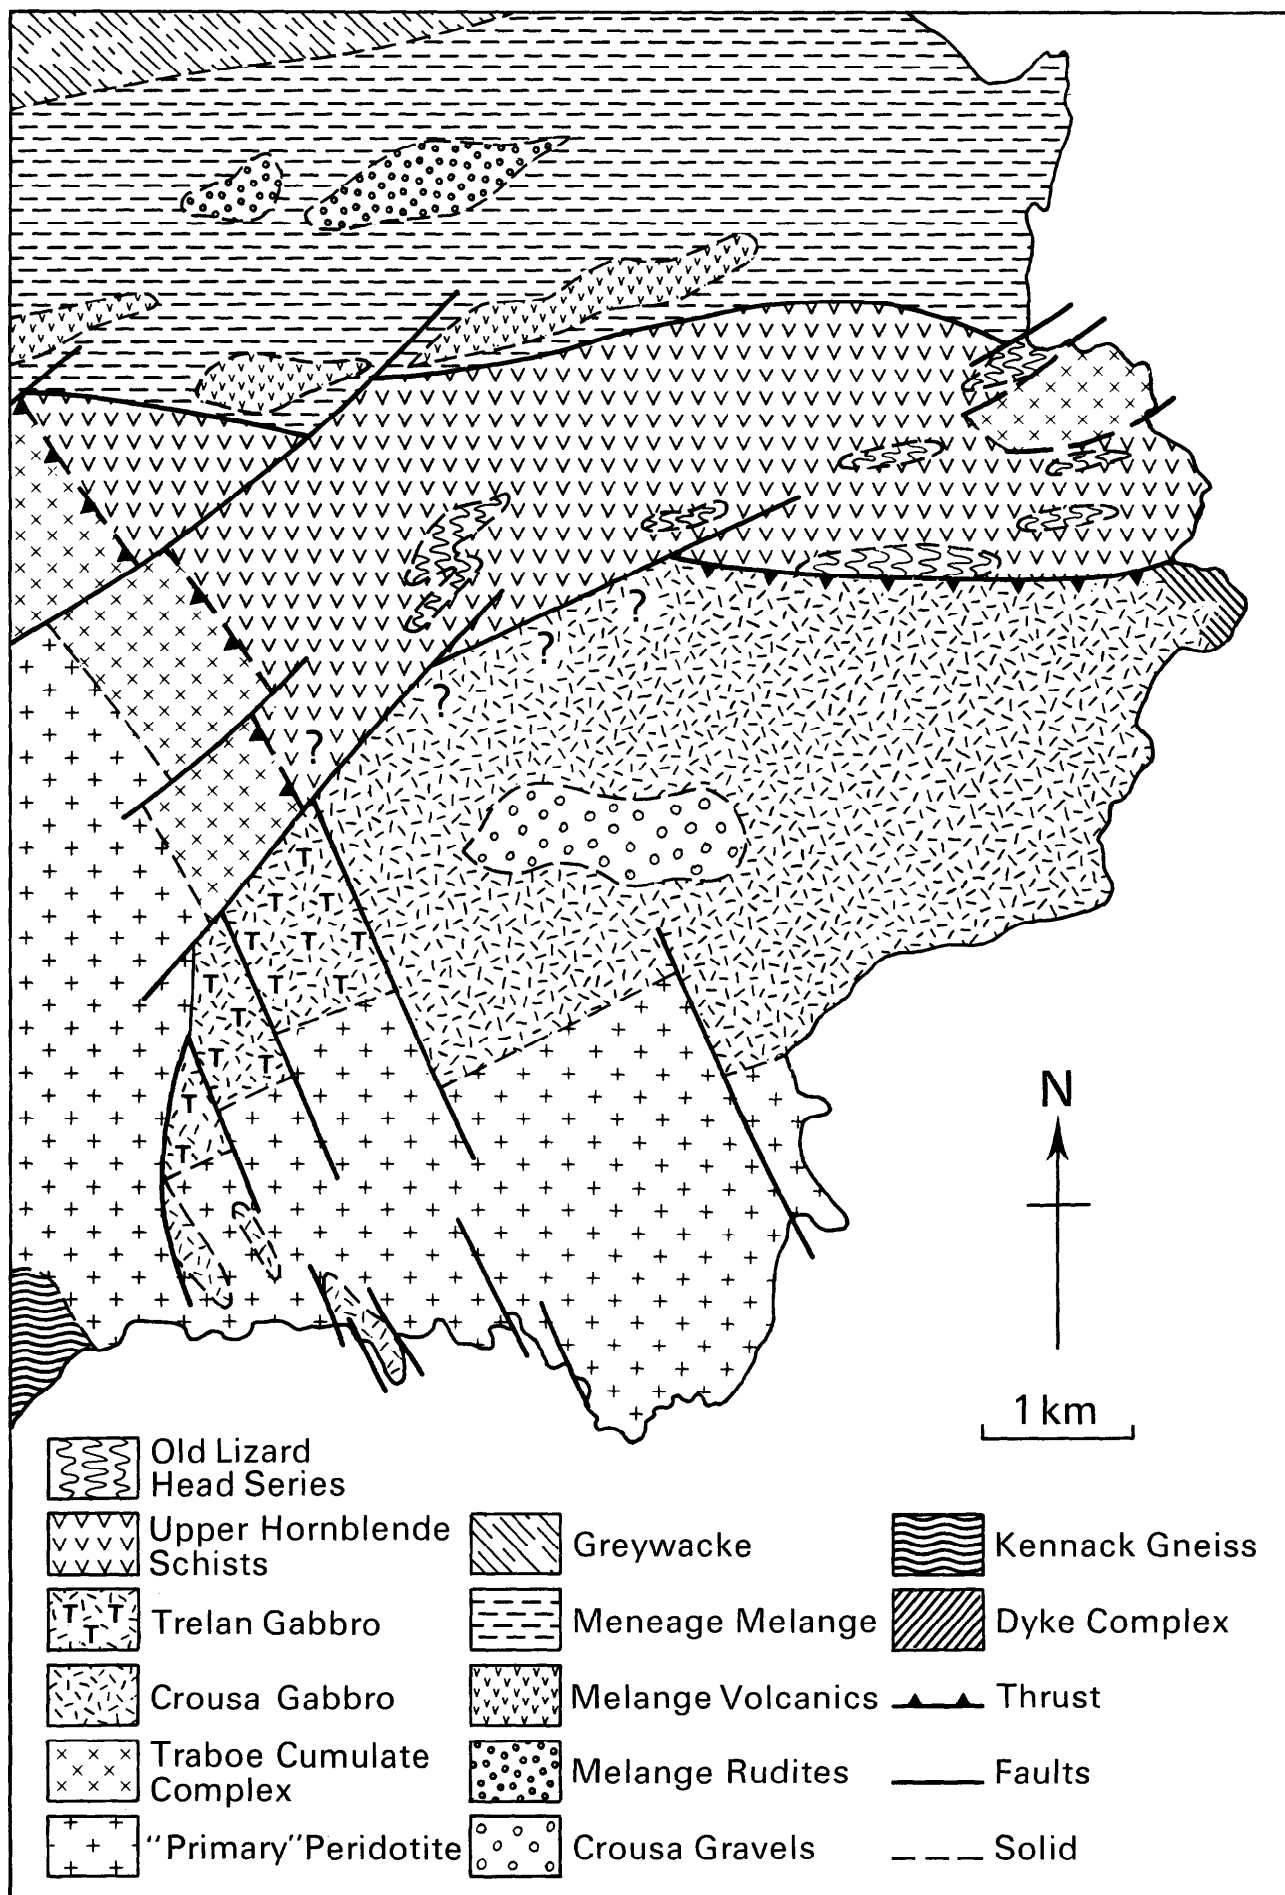 ?
?
?
?
T
T T
T T T
T T T
T
T T
T
T
N
1 km
Old Lizard
Head Series
Upper Hornblende
Schists
T T
T
Trelan Gabbro
Crousa Gabbro
Traboe Cumulate
Complex
"Primary" Peridotite
Greywacke
Meneage Melange
Melange Volcanics
Melange Rudites
Crousa Gravels
Kennack Gneiss
Dyke Complex
Thrust
Faults
Solid